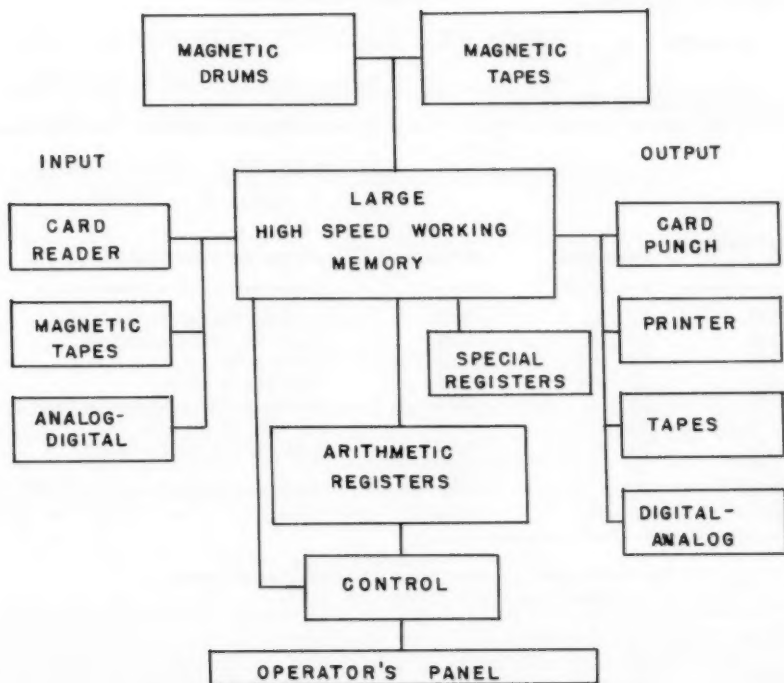 MAGNETIC
DRUMS
MAGNETIC
TAPES
INPUT
OUTPUT
LARGE
HIGH SPEED WORKING
MEMORY
CARD
READER
MAGNETIC
TAPES
ANALOG-
DIGITAL
CARD
PUNCH
PRINTER
TAPES
DIGITAL-
ANALOG
SPECIAL
REGISTERS
ARITHMETIC
REGISTERS
CONTROL
OPERATOR'S PANEL